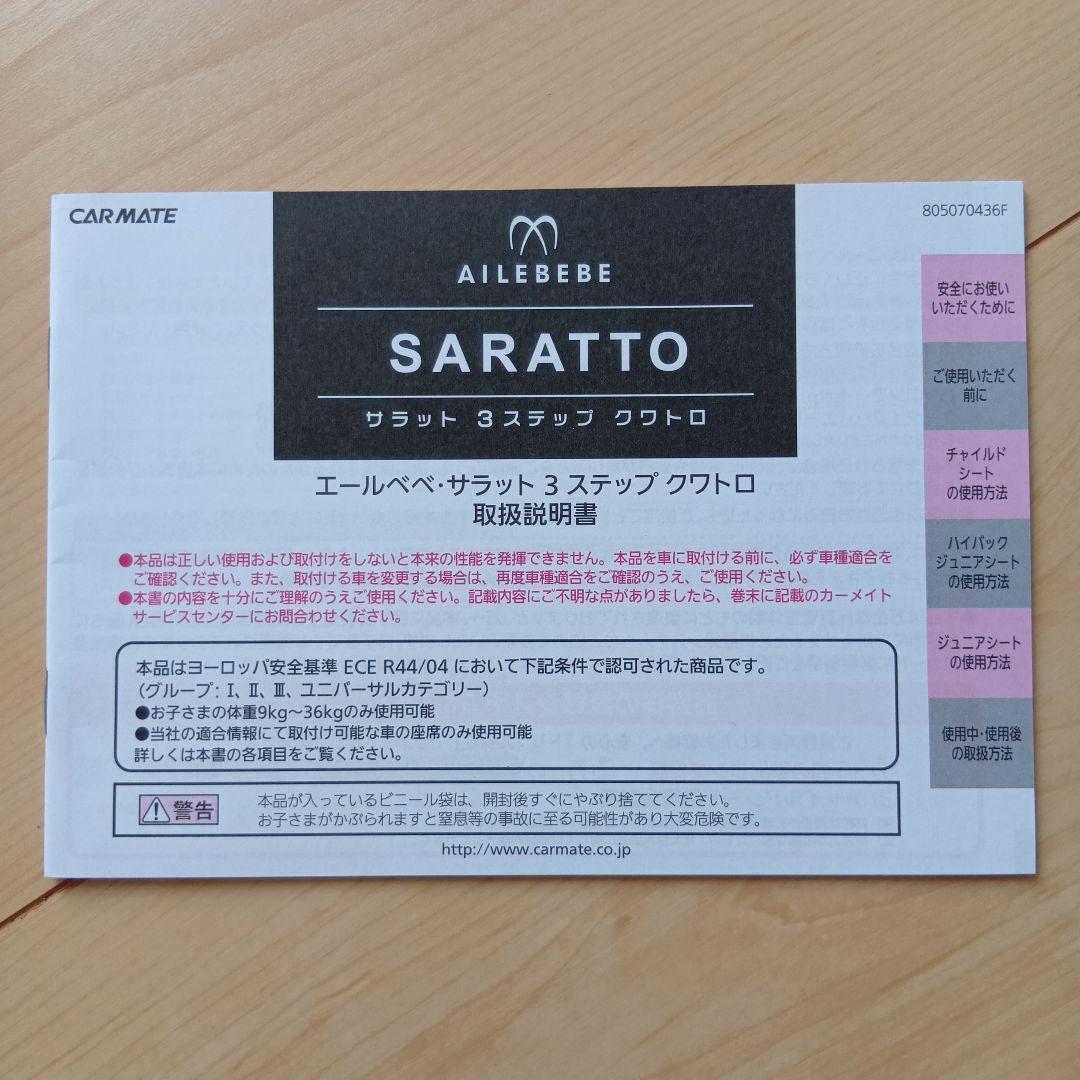 CARMATE
805070436F
AILEBEBE
SARATTO
サラット 3ステップ クワトロ
エールベベ・サラット 3 ステップ クワトロ
取扱説明書
●本品は正しい使用および取付けをしないと本来の性能を発揮できません。本品を車に取付ける前に、必ず車種適合を
ご確認ください。また、取付ける車を変更する場合は、再度車種適合をご確認のうえ、ご使用ください。
●本書の内容を十分にご理解のうえご使用ください。記載内容にご不明な点がありましたら、巻末に記載のカーメイト
サービスセンターにお問合わせください。
本品はヨーロッパ安全基準 ECE R44/04 において下記条件で認可された商品です。
（グループ: Ⅰ、Ⅱ、Ⅲ、ユニバーサルカテゴリー）
●お子さまの体重9kg～36kgのみ使用可能
●当社の適合情報にて取付け可能な車の座席のみ使用可能
詳しくは本書の各項目をご覧ください。
警告
本品が入っているビニール袋は、開封後すぐにやぶり捨ててください。
お子さまがかぶられますと窒息等の事故に至る可能性があり大変危険です。
http://www.carmate.co.jp
安全にお使い
いただくために
ご使用いただく
前に
チャイルド
シート
の使用方法
ハイバック
ジュニアシート
の使用方法
ジュニアシート
の使用方法
使用中・使用後
の取扱方法